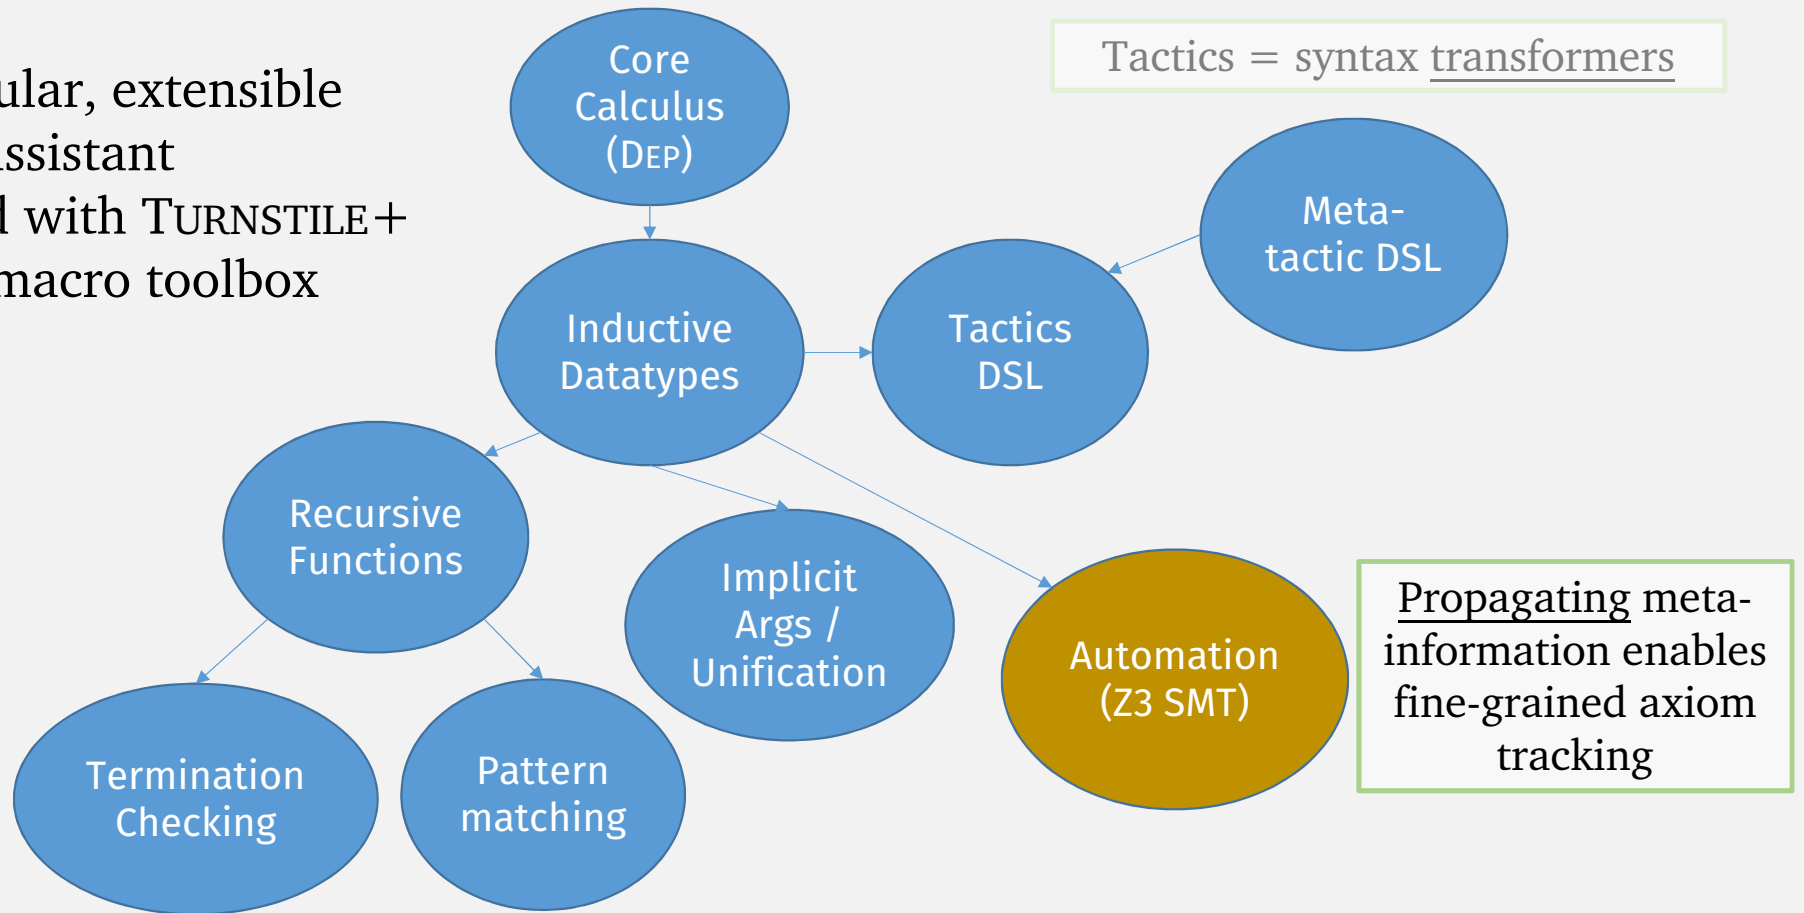 ular, extensible
ssistant
d with TURNSTILE+
macro toolbox
Core
Calculus
(DEP)
Tactics = syntax transformers
Meta-
tactic DSL
Inductive
Datatypes
Tactics
DSL
Recursive
Functions
Implicit
Args /
Unification
Automation
(Z3 SMT)
Propagating meta-
information enables
fine-grained axiom
tracking
Termination
Checking
Pattern
matching